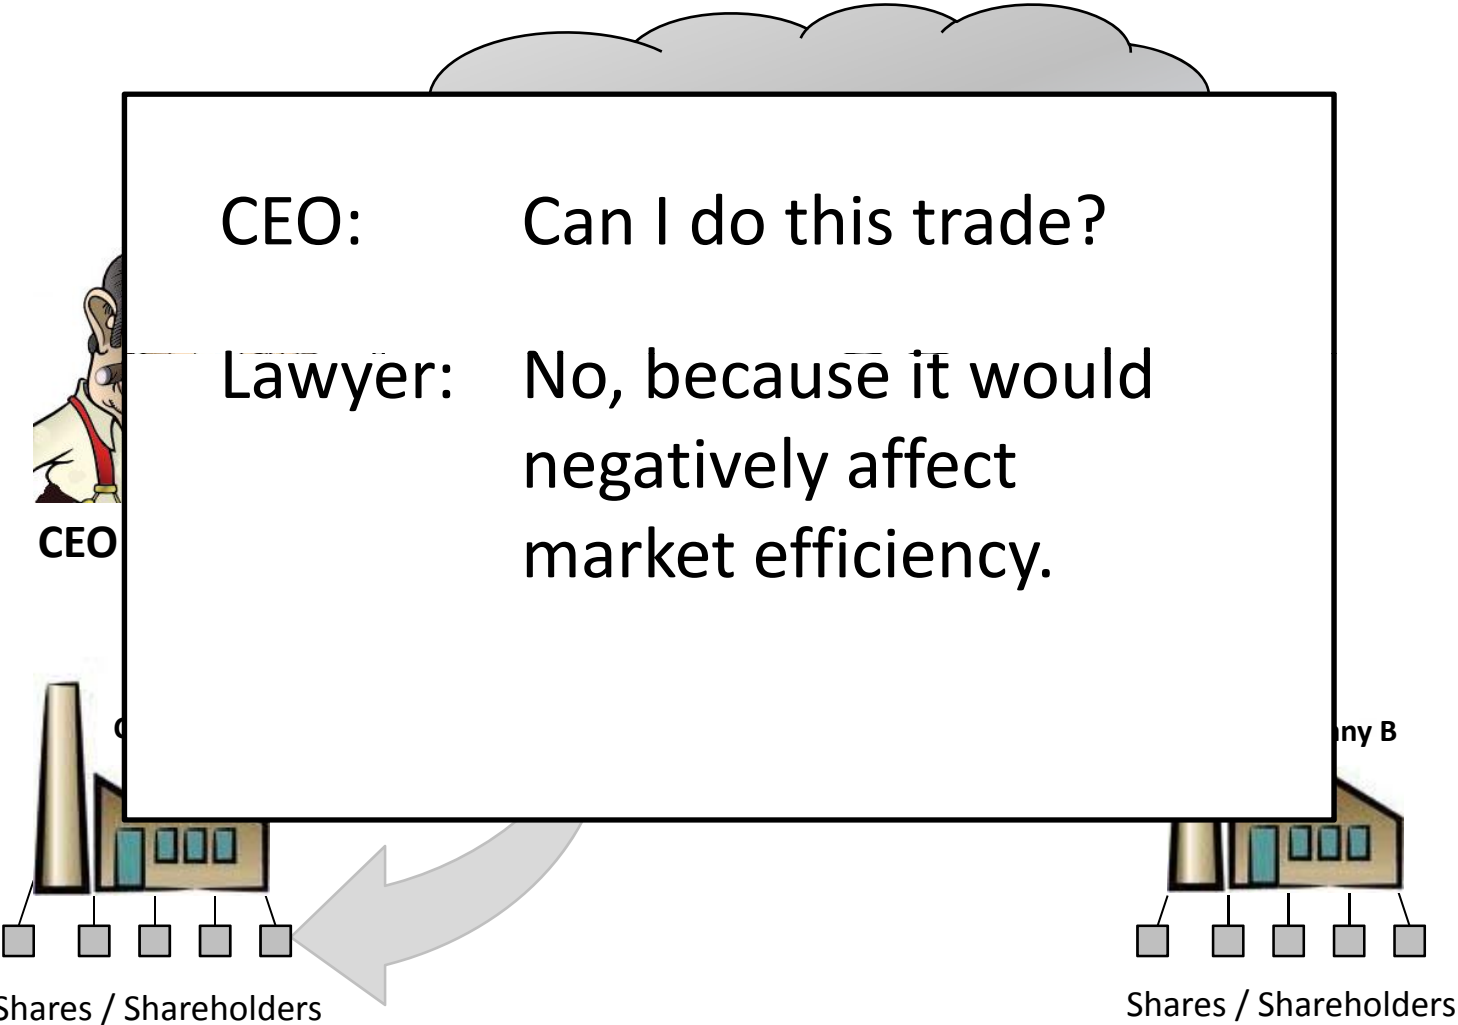 CEO: Can I do this trade?
Lawyer: No, because it would
negatively affect
market efficiency.
CEO
ny B
Shares / Shareholders
Shares / Shareholders